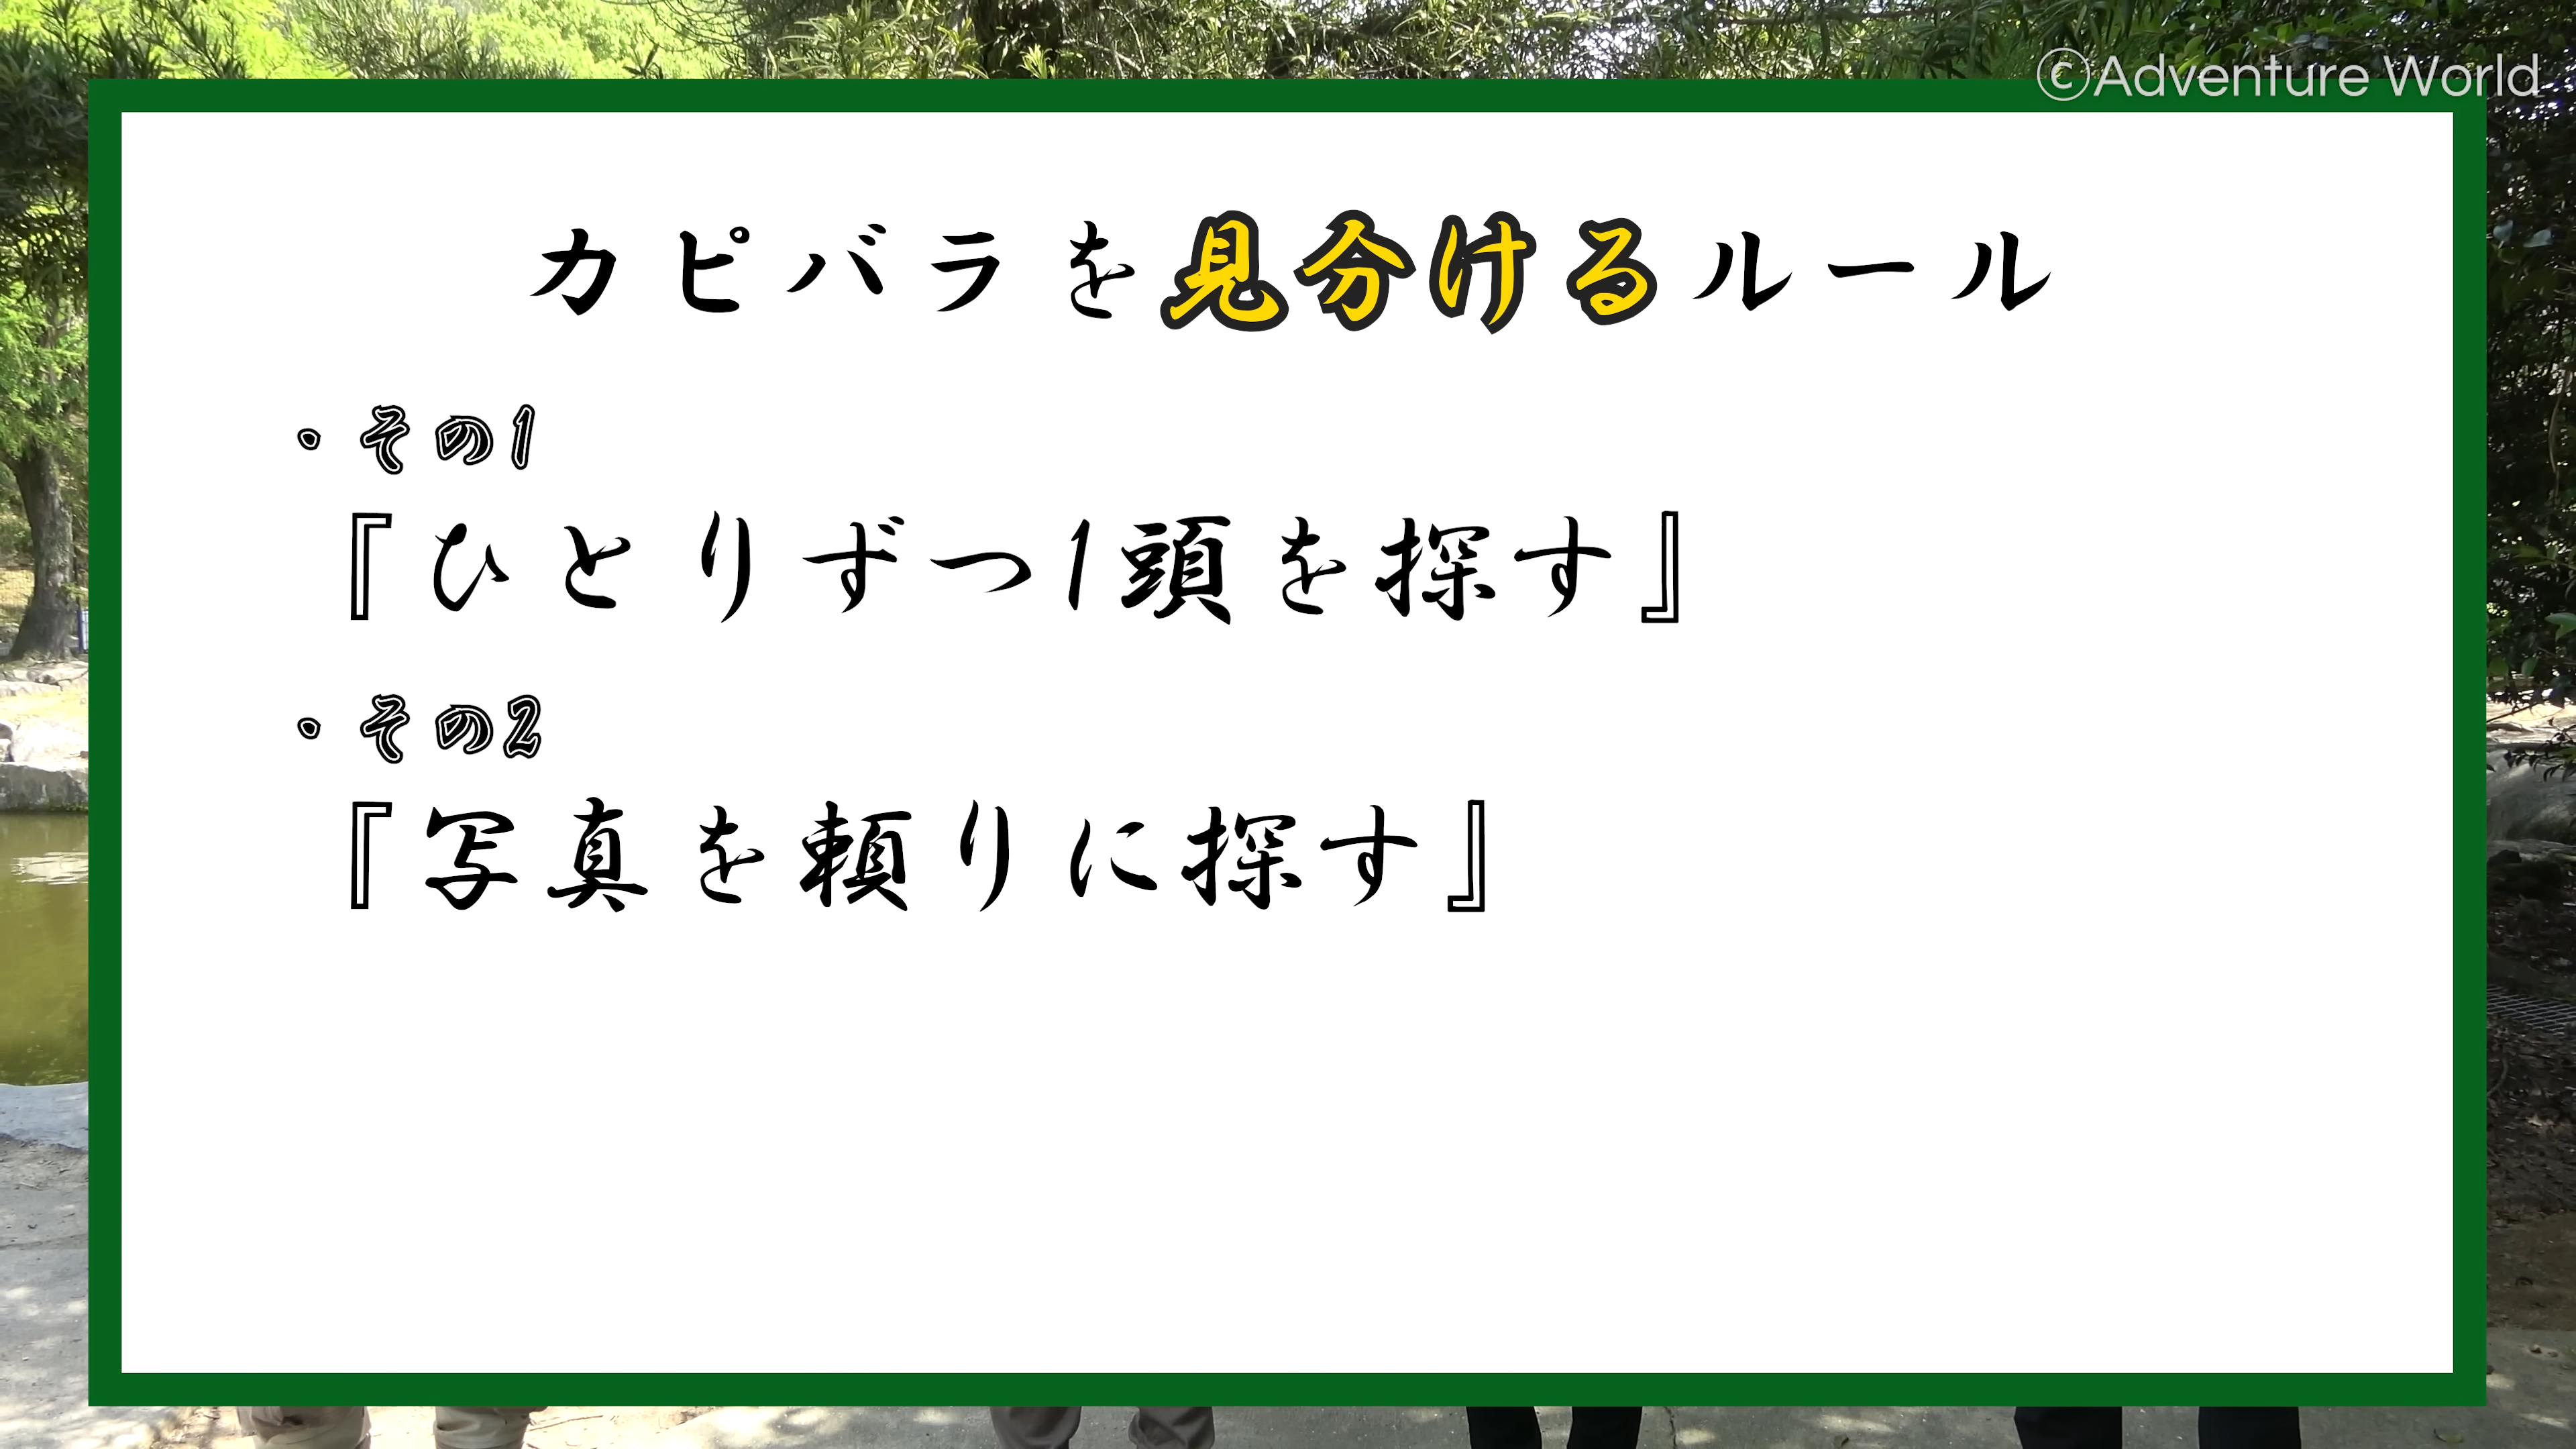 ©Adventure World
カピバラを見分けるルール
・その1
『ひとりずつ1頭を探す』
・その2
『写真を頼りに探す』